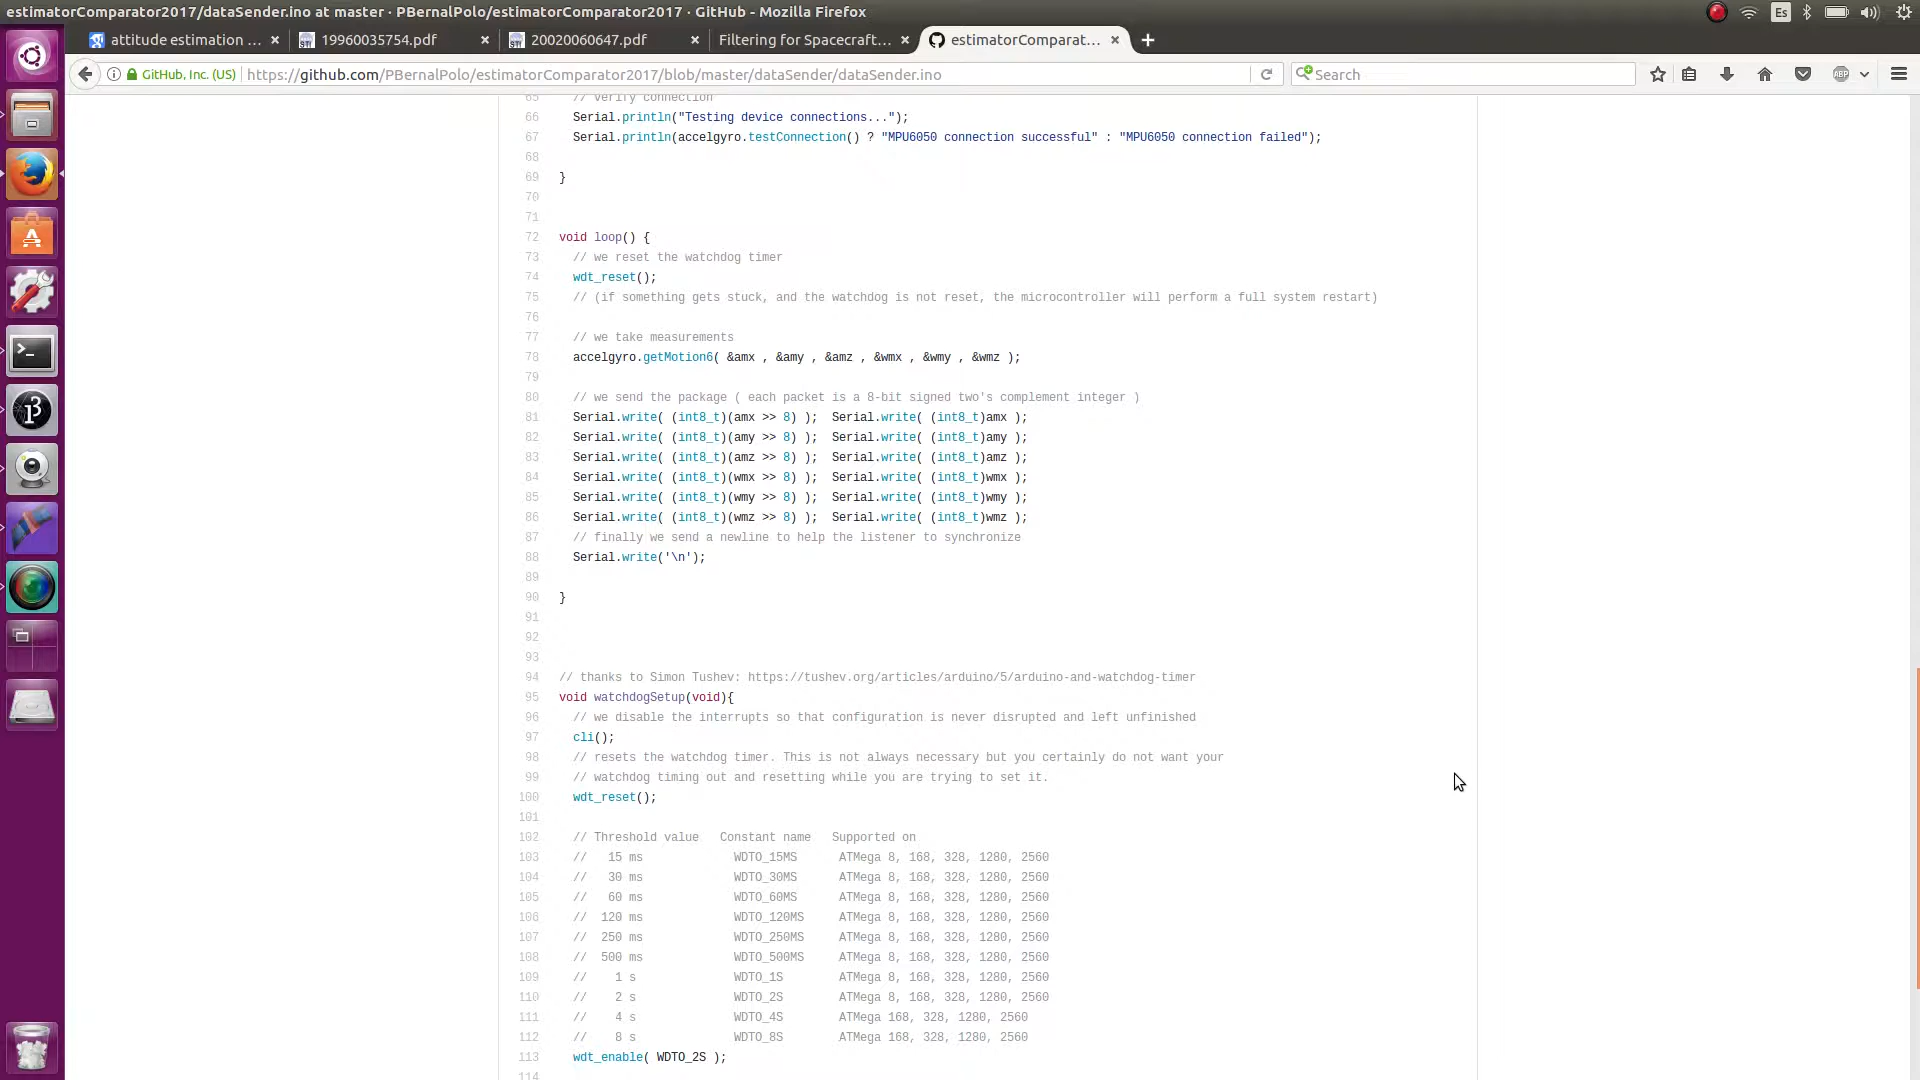 estimatorComparator2017/dataSender.ino at master · PBernalPolo/estimatorComparator2017 · GitHub - Mozilla Firefox
Es
attitude estimation ...
19960035754.pdf
20020060647.pdf
Filtering for Spacecraft...
estimatorComparat...
GitHub, Inc. (US)
https://github.com/PBernalPolo/estimatorComparator2017/blob/master/dataSender/dataSender.ino
Search
ABP
65 // verify connection
66 Serial.println("Testing device connections...");
67 Serial.println(accelgyro.testConnection() ? "MPU6050 connection successful" : "MPU6050 connection failed");
68
69 }
70
71
72 void loop() {
73 // we reset the watchdog timer
74 wdt_reset();
75 // (if something gets stuck, and the watchdog is not reset, the microcontroller will perform a full system restart)
76
77 // we take measurements
78 accelgyro.getMotion6( &amx , &amy , &amz , &wmx , &wmy , &wmz );
79
80 // we send the package ( each packet is a 8-bit signed two's complement integer )
81 Serial.write( (int8_t)(amx >> 8) );  Serial.write( (int8_t)amx );
82 Serial.write( (int8_t)(amy >> 8) );  Serial.write( (int8_t)amy );
83 Serial.write( (int8_t)(amz >> 8) );  Serial.write( (int8_t)amz );
84 Serial.write( (int8_t)(wmx >> 8) );  Serial.write( (int8_t)wmx );
85 Serial.write( (int8_t)(wmy >> 8) );  Serial.write( (int8_t)wmy );
86 Serial.write( (int8_t)(wmz >> 8) );  Serial.write( (int8_t)wmz );
87 // finally we send a newline to help the listener to synchronize
88 Serial.write('\n');
89
90 }
91
92
93
94 // thanks to Simon Tushev: https://tushev.org/articles/arduino/5/arduino-and-watchdog-timer
95 void watchdogSetup(void){
96 // we disable the interrupts so that configuration is never disrupted and left unfinished
97 cli();
98 // resets the watchdog timer. This is not always necessary but you certainly do not want your
99 // watchdog timing out and resetting while you are trying to set it.
100 wdt_reset();
101
102 // Threshold value   Constant name   Supported on
103 //   15 ms             WDTO_15MS      ATMega 8, 168, 328, 1280, 2560
104 //   30 ms             WDTO_30MS      ATMega 8, 168, 328, 1280, 2560
105 //   60 ms             WDTO_60MS      ATMega 8, 168, 328, 1280, 2560
106 //  120 ms             WDTO_120MS     ATMega 8, 168, 328, 1280, 2560
107 //  250 ms             WDTO_250MS     ATMega 8, 168, 328, 1280, 2560
108 //  500 ms             WDTO_500MS     ATMega 8, 168, 328, 1280, 2560
109 //    1 s              WDTO_1S        ATMega 8, 168, 328, 1280, 2560
110 //    2 s              WDTO_2S        ATMega 8, 168, 328, 1280, 2560
111 //    4 s              WDTO_4S        ATMega 168, 328, 1280, 2560
112 //    8 s              WDTO_8S        ATMega 168, 328, 1280, 2560
113 wdt_enable( WDTO_2S );
114